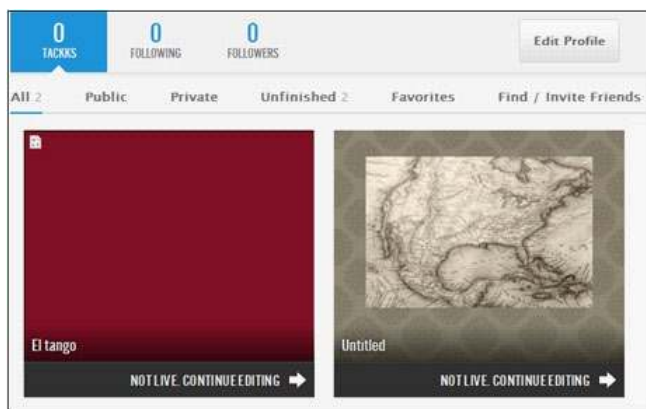 0 0 0
TACKKS FOLLOWING FOLLOWERS
Edit Profile
All 2 Public Private Unfinished 2 Favorites Find / Invite Friends
El tango
Untitled
NOT LIVE. CONTINUE EDITING
NOT LIVE. CONTINUE EDITING